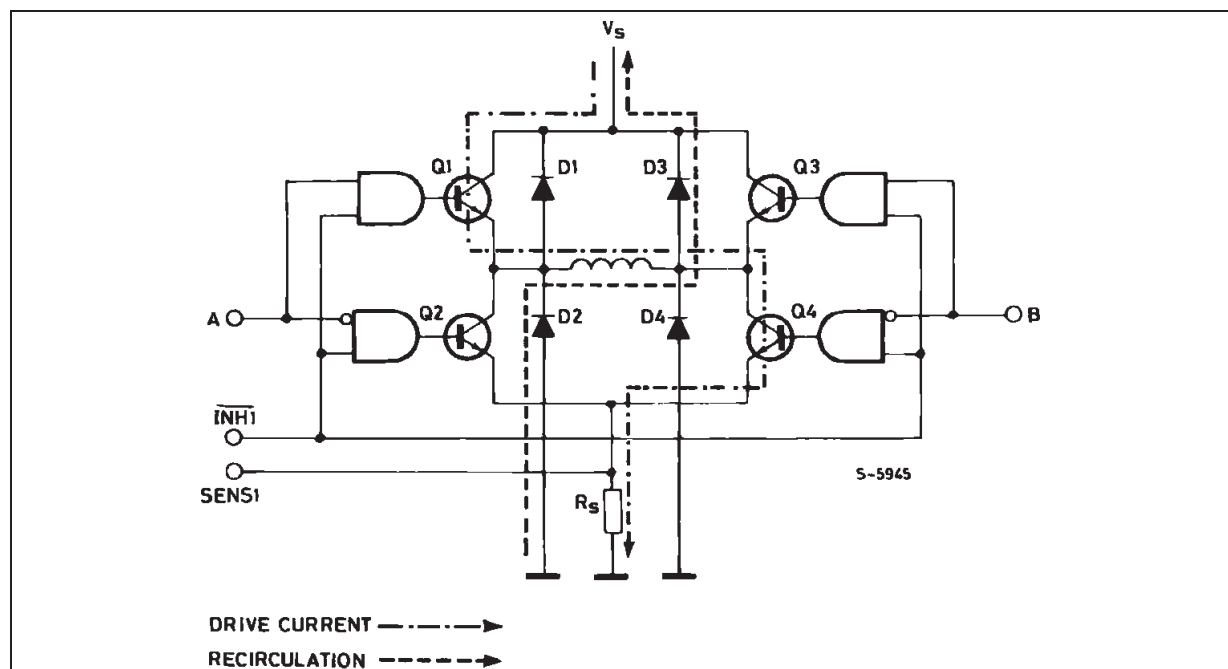 Vs
Q1
D1
D3
Q3
A
Q2
D2
D4
Q4
B
INH1
SENS1
Rs
S-5945
DRIVE CURRENT
RECIRCULATION